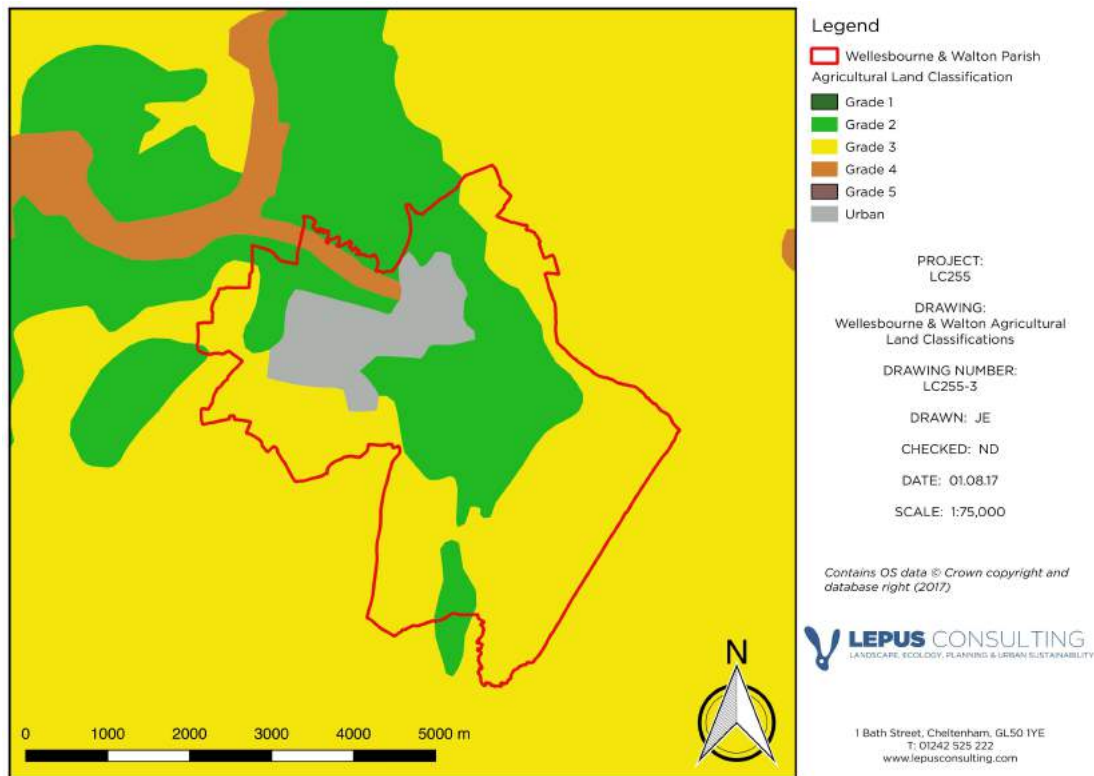 Legend
Wellesbourne & Walton Parish
Agricultural Land Classification
Grade 1
Grade 2
Grade 3
Grade 4
Grade 5
Urban
PROJECT:
LC255
DRAWING:
Wellesbourne & Walton Agricultural
Land Classifications
DRAWING NUMBER:
LC255-3
DRAWN: JE
CHECKED: ND
DATE: 01.08.17
SCALE: 1:75,000
Contains OS data © Crown copyright and
database right (2017)
LEPUS CONSULTING
LANDSCAPE, ECOLOGY, PLANNING & URBAN SUSTAINABILITY
1 Bath Street, Cheltenham, GL50 1YE
T: 01242 525 222
www.lepusconsulting.com
N
0 1000 2000 3000 4000 5000 m